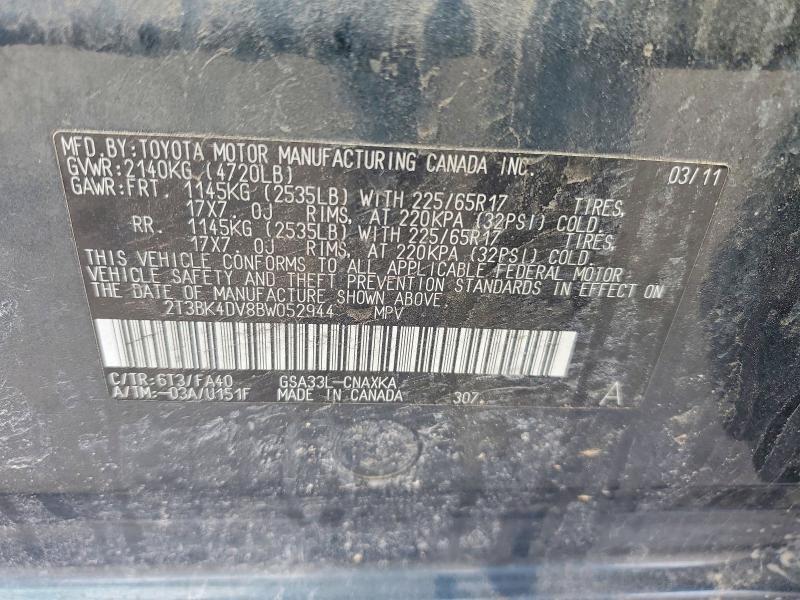 MFD. BY: TOYOTA MOTOR MANUFACTURING CANADA INC. 03/11
GVWR: 2140KG (4720LB)
GAWR: FRT. 1145KG (2535LB) WITH 225/65R17 TIRES,
17X7.0J RIMS, AT 220KPA (32PSI) COLD.
RR. 1145KG (2535LB) WITH 225/65R17 TIRES,
17X7.0J RIMS, AT 220KPA (32PSI) COLD.
THIS VEHICLE CONFORMS TO ALL APPLICABLE FEDERAL MOTOR
VEHICLE SAFETY AND THEFT PREVENTION STANDARDS IN EFFECT ON
THE DATE OF MANUFACTURE SHOWN ABOVE.
2T3BK4DV8BW052944 MPV
C/TR: 6T3/FA40 GSA33L-CNAXKA
A/TM: -03A/U151F MADE IN CANADA 307. A